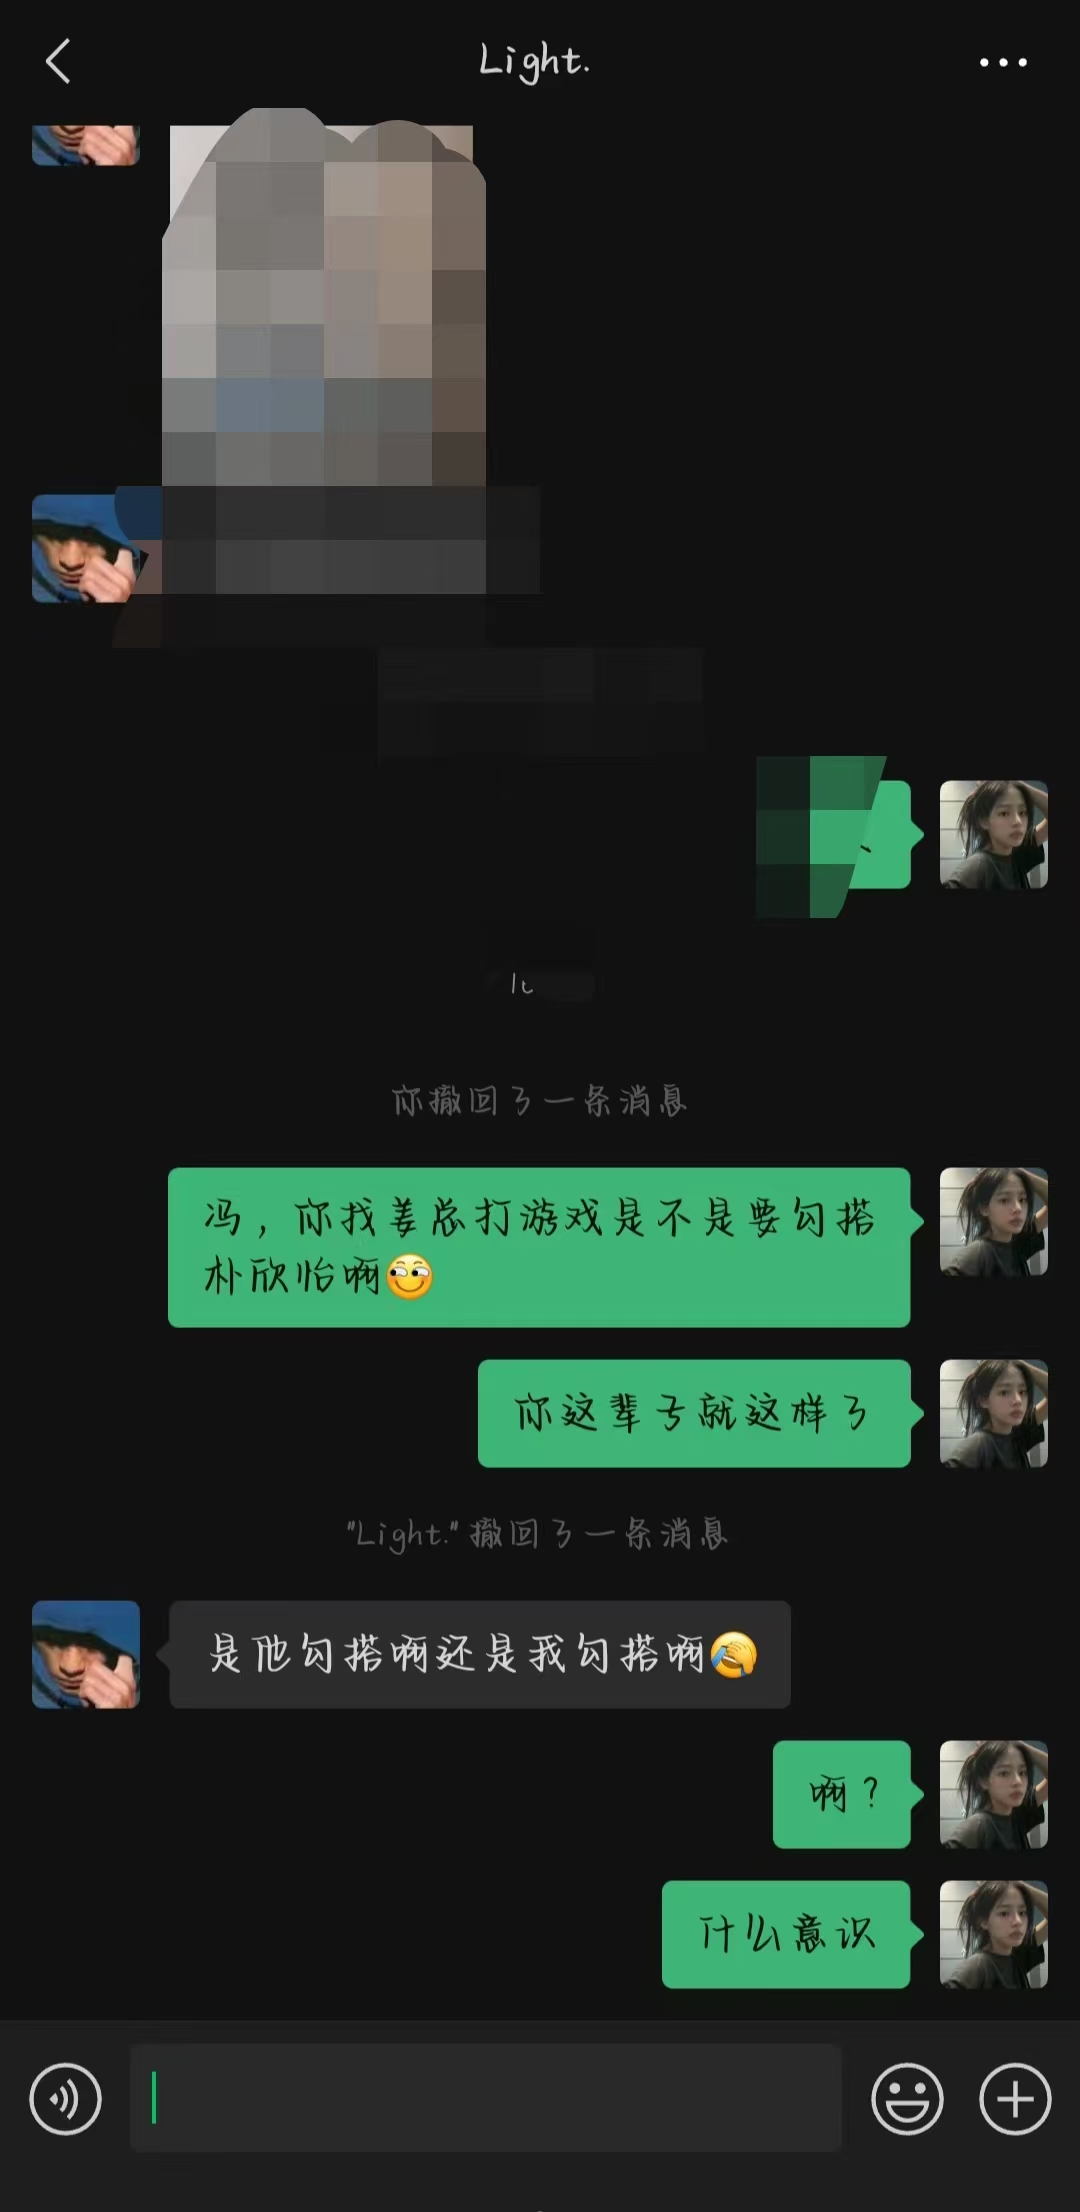 Light.
你撤回了一条消息
冯，你找姜总打游戏是不是要勾搭
朴欣怡啊
你这辈子就这样了
"Light."撤回了一条消息
是他勾搭啊还是我勾搭啊
啊？
什么意识